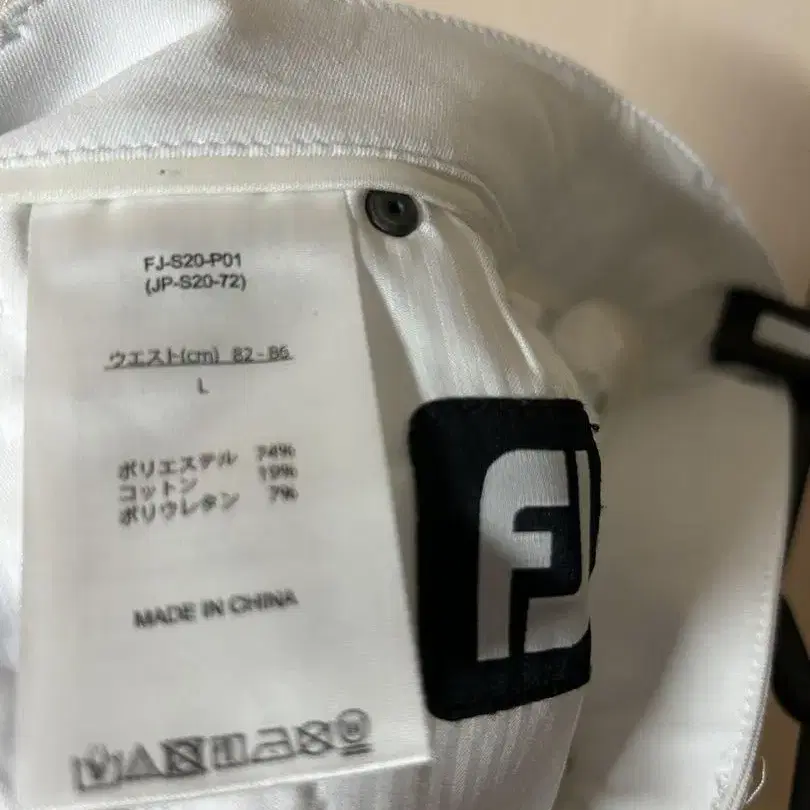 FJ-S20-P01
(JP-S20-72)
ウエスト(cm) 82-86
L
ポリエステル 74%
コットン 19%
ポリウレタン 7%
MADE IN CHINA
FJ